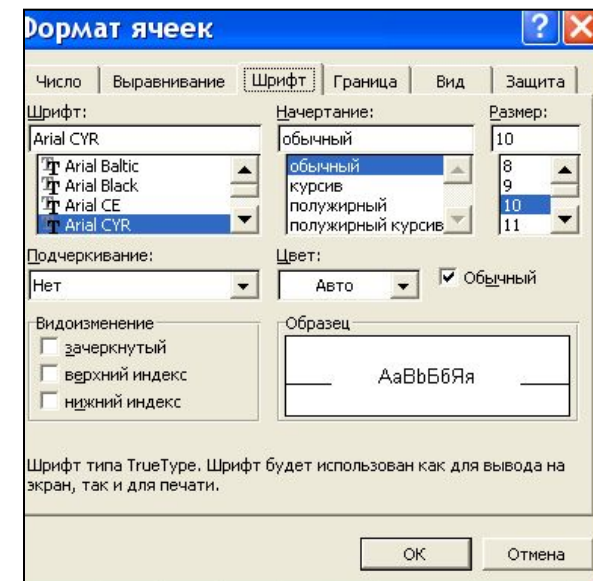 Формат ячеек
Число Выравнивание Шрифт Граница Вид Защита
Шрифт: Начертание: Размер:
Arial CYR обычный 10
Arial Baltic обычный 8
Arial Black курсив 9
Arial CE полужирный 10
Arial CYR полужирный курсив 11
Подчеркивание: Цвет:
Нет Авто Обычный
Видоизменение Образец
зачеркнутый
верхний индекс АаВbБбЯя
нижний индекс
Шрифт типа TrueType. Шрифт будет использован как для вывода на
экран, так и для печати.
ОК Отмена